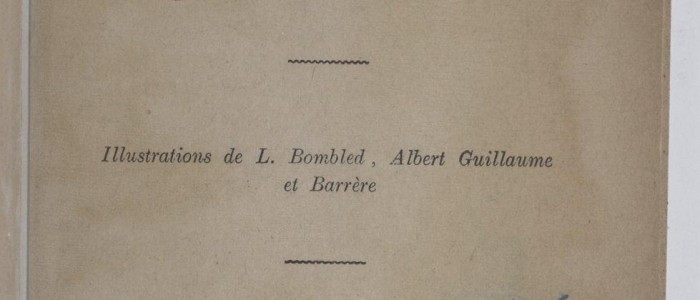 Illustrations de L. Bombled, Albert Guillaume
et Barrère